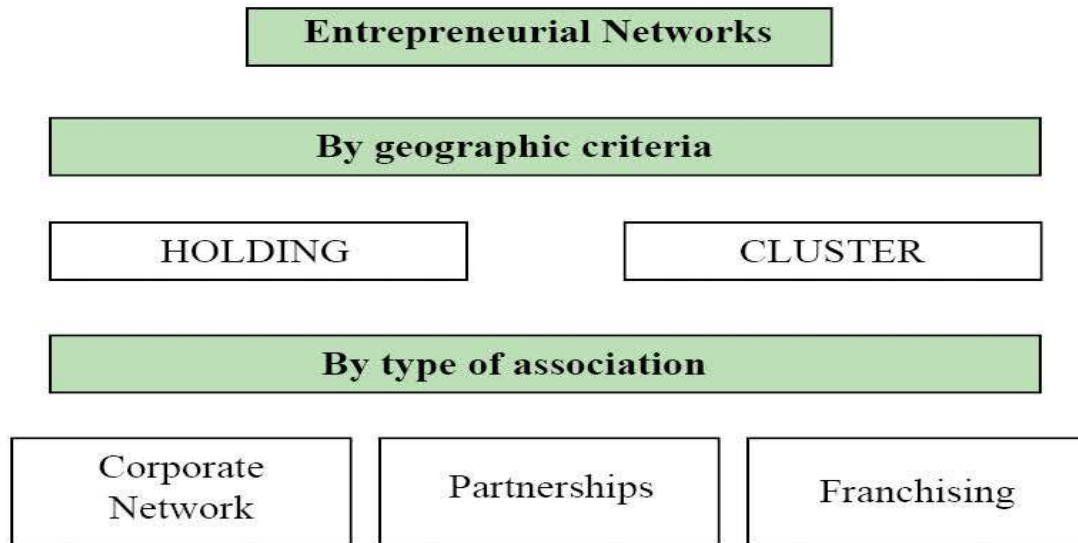 Entrepreneurial Networks
By geographic criteria
HOLDING
CLUSTER
By type of association
Corporate
Network
Partnerships
Franchising